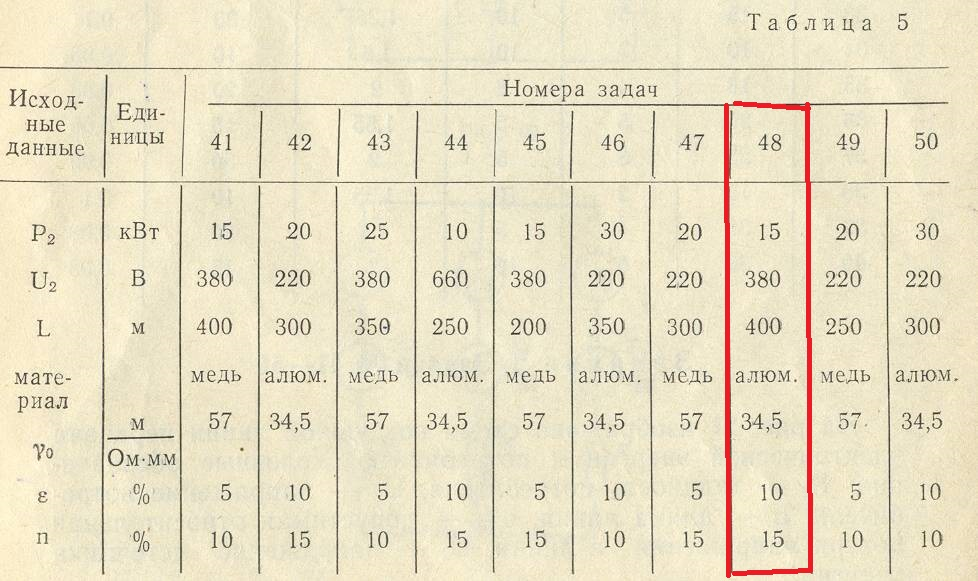 Таблица 5
Исход-
ные
данные
Еди-
ницы
Номера задач
41 42 43 44 45 46 47 48 49 50
P₂ кВт 15 20 25 10 15 30 20 15 20 30
U₂ В 380 220 380 660 380 220 220 380 220 220
L м 400 300 350 250 200 350 300 400 250 300
мате-
риал
медь алюм. медь алюм. медь алюм. медь алюм. медь алюм.
γ₀ м 57 34,5 57 34,5 57 34,5 57 34,5 57 34,5
Ом·мм
ε % 5 10 5 10 5 10 5 10 5 10
п % 10 15 10 15 10 15 15 15 10 10